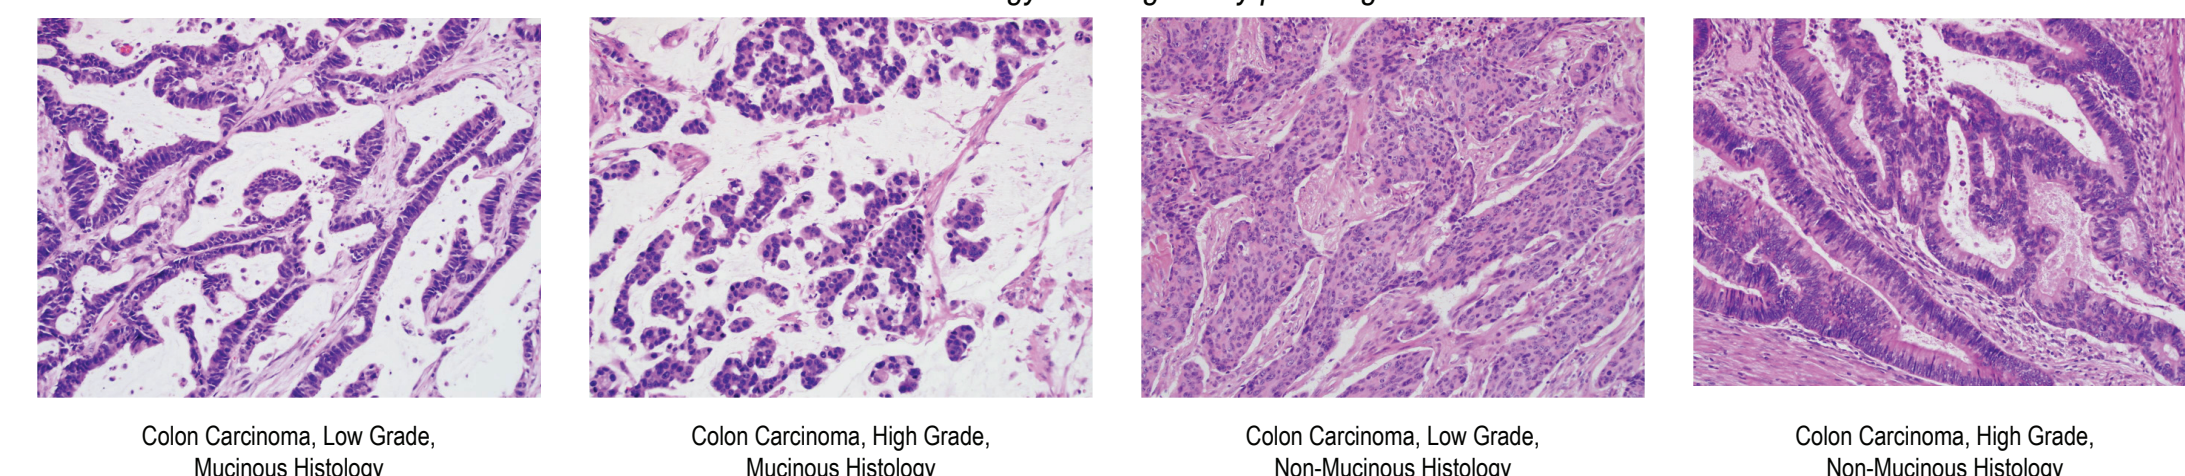 Colon Carcinoma, Low Grade,
Mucinous Histology
Colon Carcinoma, High Grade,
Mucinous Histology
Colon Carcinoma, Low Grade,
Non-Mucinous Histology
Colon Carcinoma, High Grade,
Non-Mucinous Histology